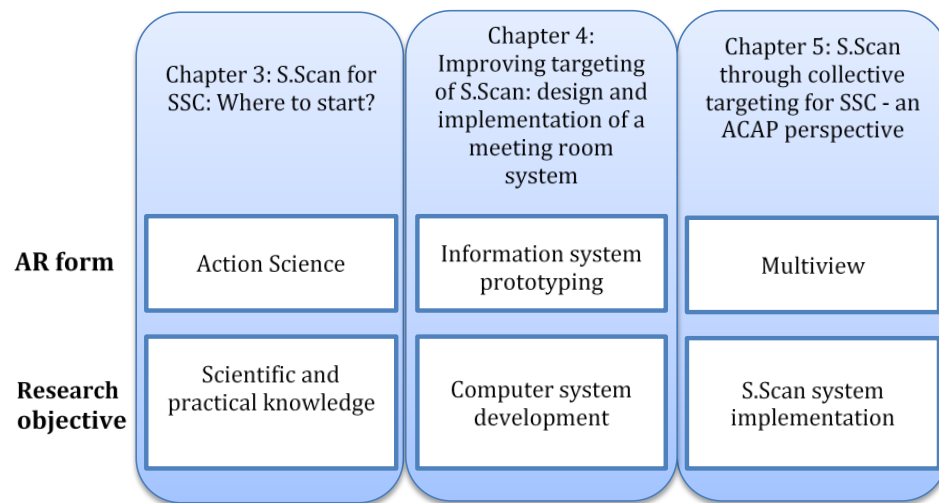 Chapter 3: S.Scan for
SSC: Where to start?
Chapter 4:
Improving targeting
of S.Scan: design and
implementation of a
meeting room
system
Chapter 5: S.Scan
through collective
targeting for SSC - an
ACAP perspective
AR form
Action Science
Information system
prototyping
Multiview
Research
objective
Scientific and
practical knowledge
Computer system
development
S.Scan system
implementation